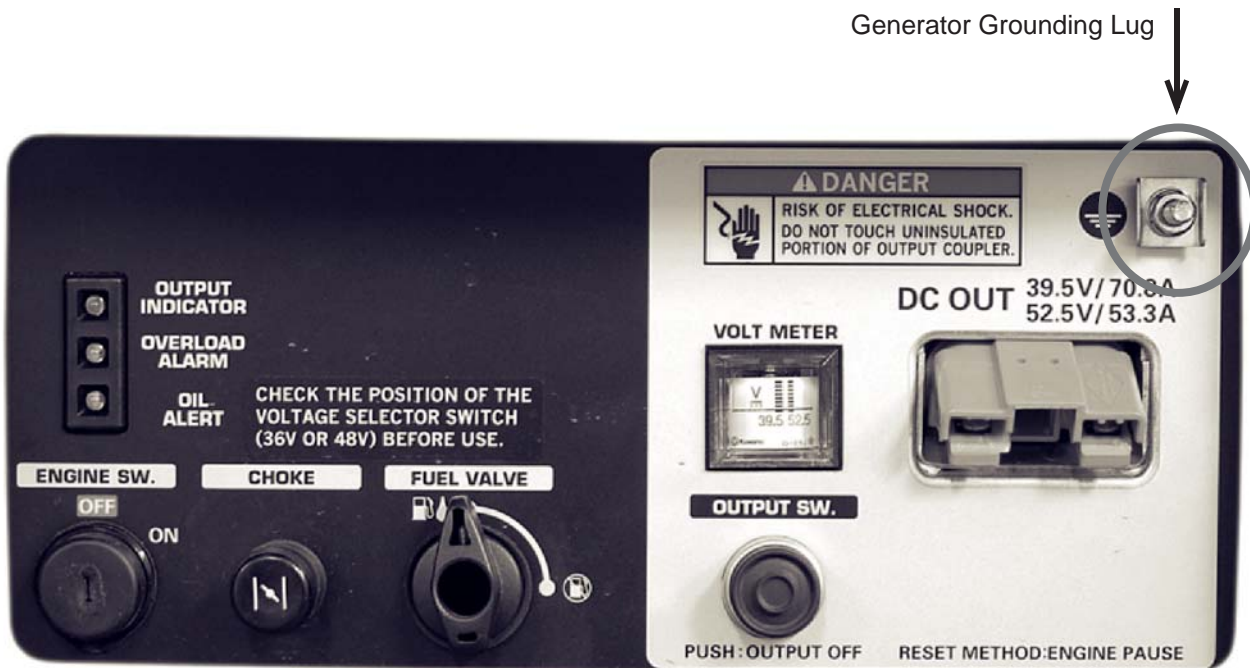 Generator Grounding Lug
DANGER
RISK OF ELECTRICAL SHOCK.
DO NOT TOUCH UNINSULATED
PORTION OF OUTPUT COUPLER.
DC OUT
39.5V/70.8A
52.5V/53.3A
OUTPUT
INDICATOR
OVERLOAD
ALARM
OIL
ALERT
CHECK THE POSITION OF THE
VOLTAGE SELECTOR SWITCH
(36V OR 48V) BEFORE USE.
VOLT METER
V
39.5 52.5
ENGINE SW.
CHOKE
FUEL VALVE
OFF
ON
OUTPUT SW.
PUSH:OUTPUT OFF
RESET METHOD:ENGINE PAUSE